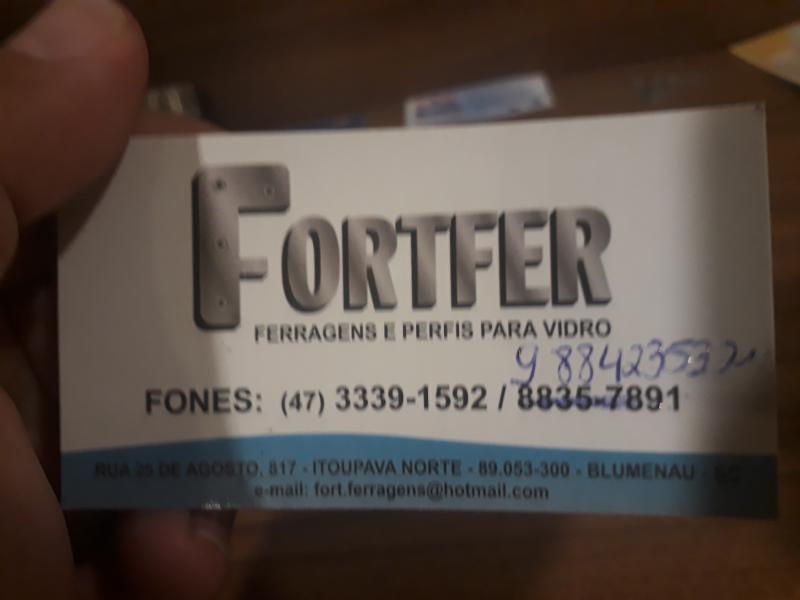 FORTFER
FERRAGENS E PERFIS PARA VIDRO
9 88423532
FONES: (47) 3339-1592 / 8835-7891
RUA 25 DE AGOSTO, 817 - ITOUPAVA NORTE - 89.053-300 - BLUMENAU - SC
e-mail: fort.ferragens@hotmail.com